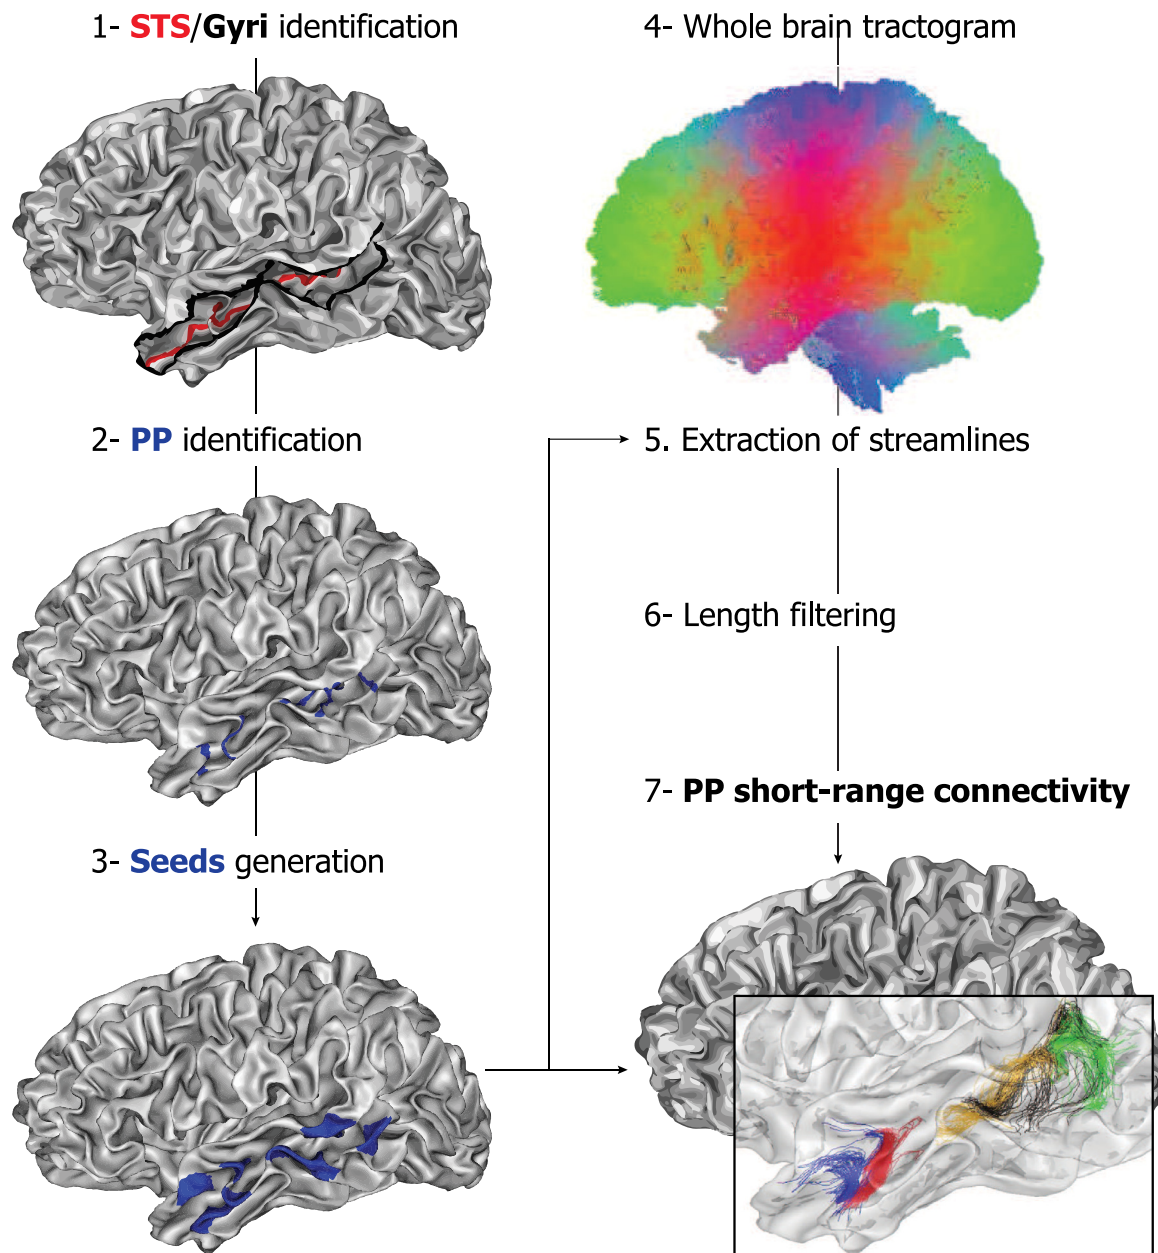 1- STS/Gyri identification
2- PP identification
3- Seeds generation
4- Whole brain tractogram
5. Extraction of streamlines
6- Length filtering
7- PP short-range connectivity